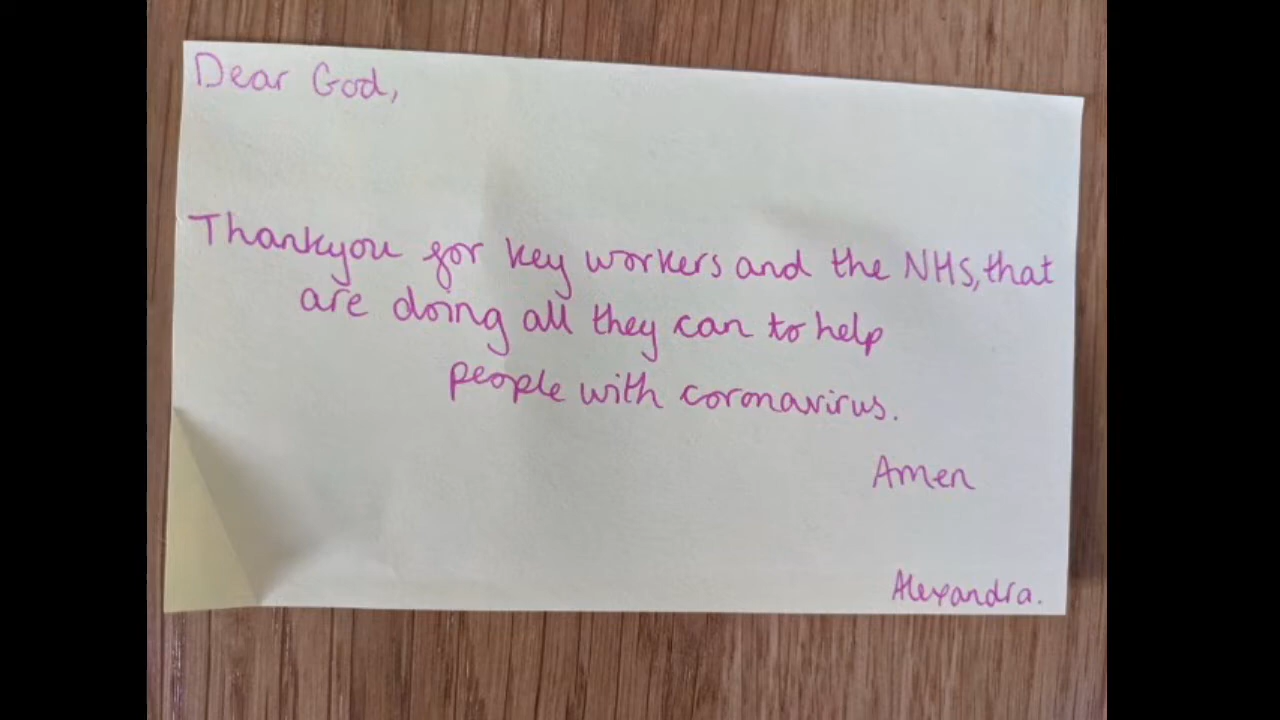 Dear God,
Thankyou for key workers and the NHS, that
are doing all they can to help
people with coronavirus.
Amen
Alexandra.